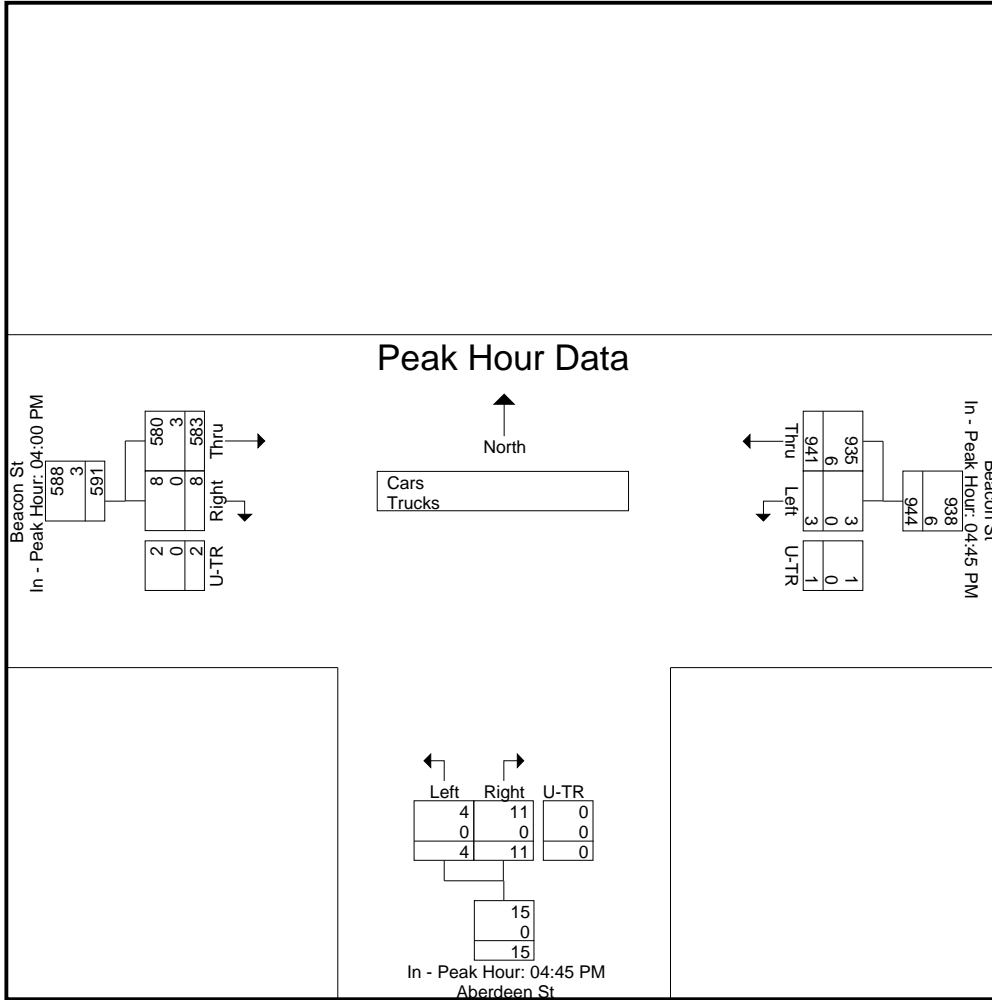 Peak Hour Data
North
Cars
Trucks
Beacon St
In - Peak Hour: 04:00 PM
588
3
591
580
3
583
Thru
8
0
8
Right
2
0
2
U-TR
Beacon St
In - Peak Hour: 04:45 PM
938
6
944
935
6
941
Thru
3
0
3
Left
1
0
1
U-TR
Left Right U-TR
4 11 0
0 0 0
4 11 0
15
0
15
In - Peak Hour: 04:45 PM
Aberdeen St